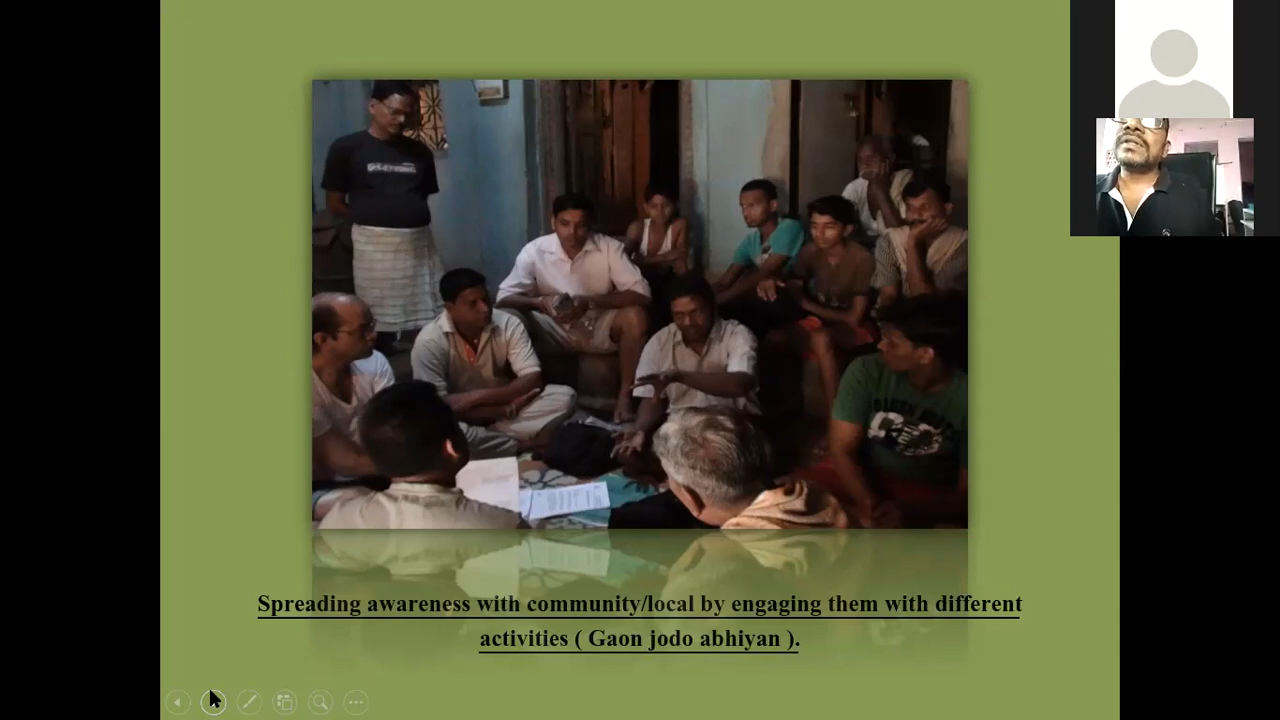 Spreading awareness with community/local by engaging them with different
activities ( Gaon jodo abhiyan ).